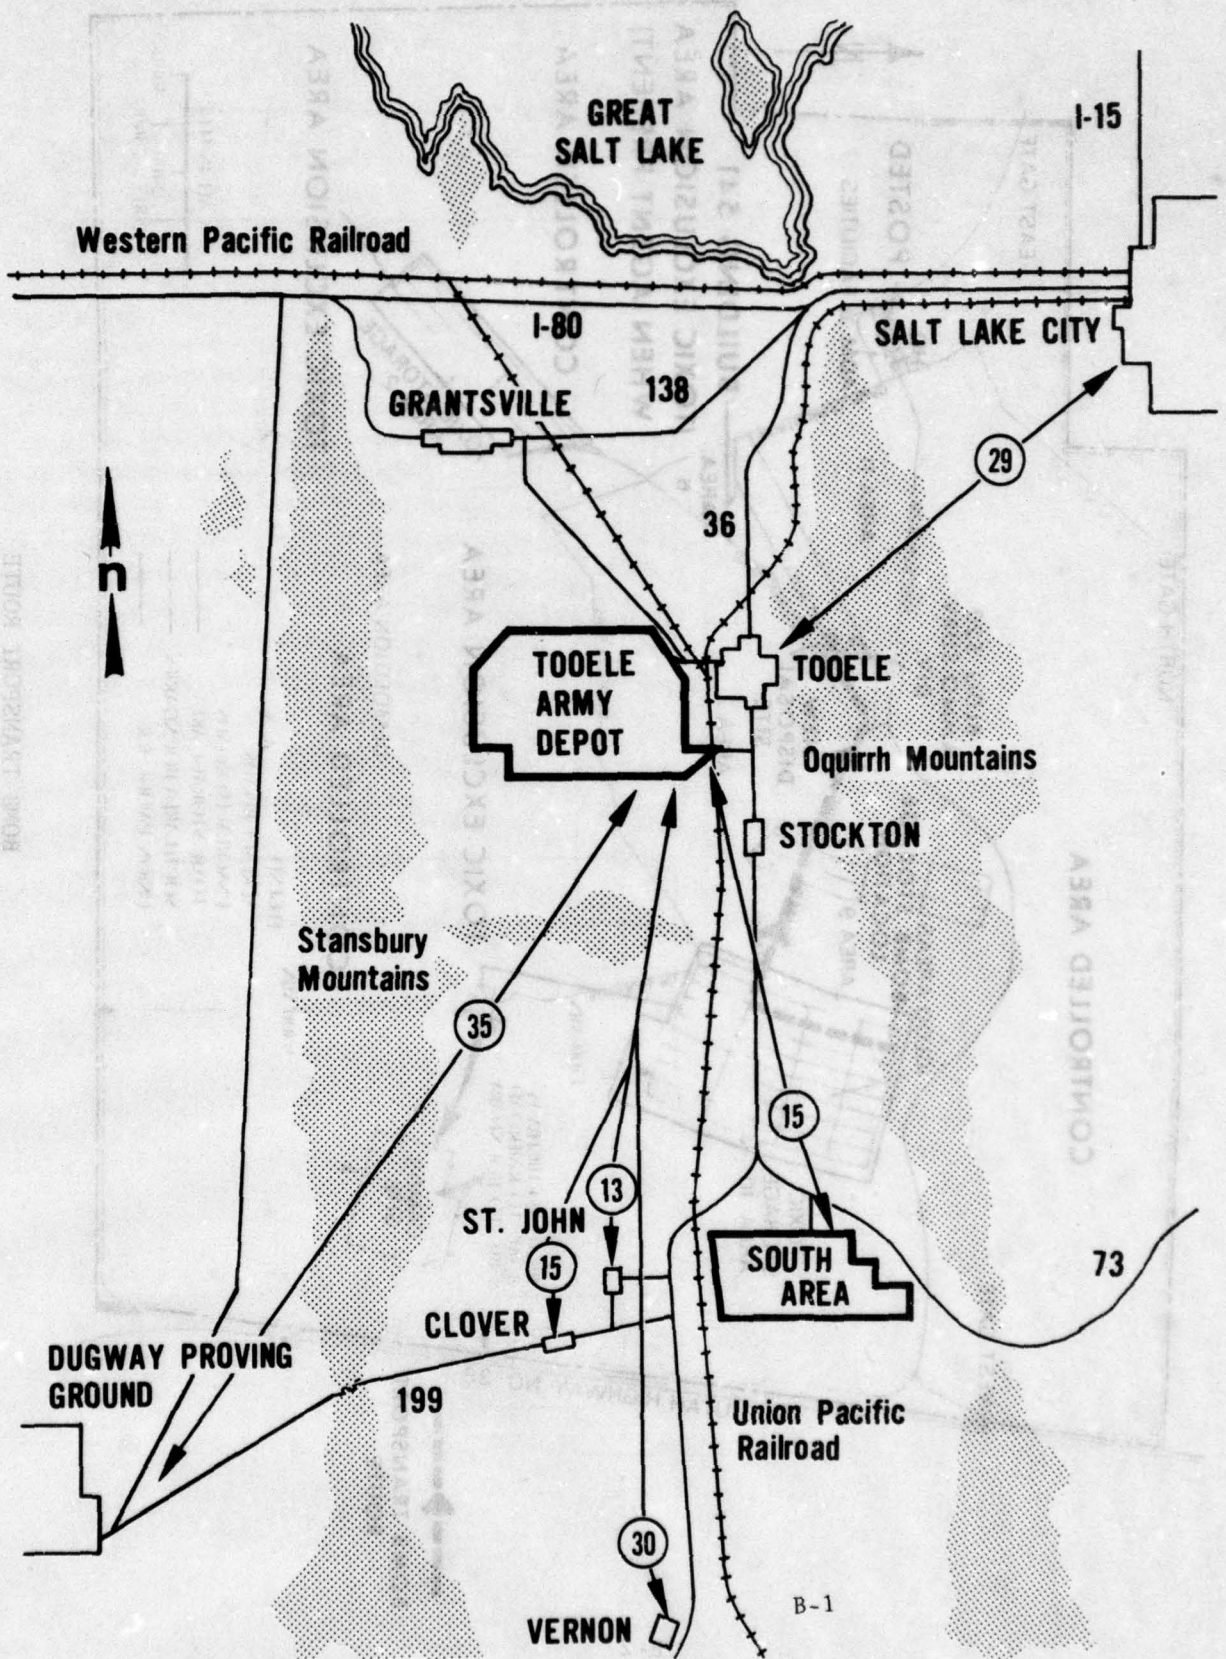 GREAT
SALT LAKE
I-15
Western Pacific Railroad
I-80
SALT LAKE CITY
138
GRANTSVILLE
29
36
n
TOOELE
ARMY
DEPOT
TOOELE
Oquirrh Mountains
STOCKTON
Stansbury
Mountains
35
15
13
ST. JOHN
15
SOUTH
AREA
73
CLOVER
DUGWAY PROVING
GROUND
199
Union Pacific
Railroad
30
B-1
VERNON